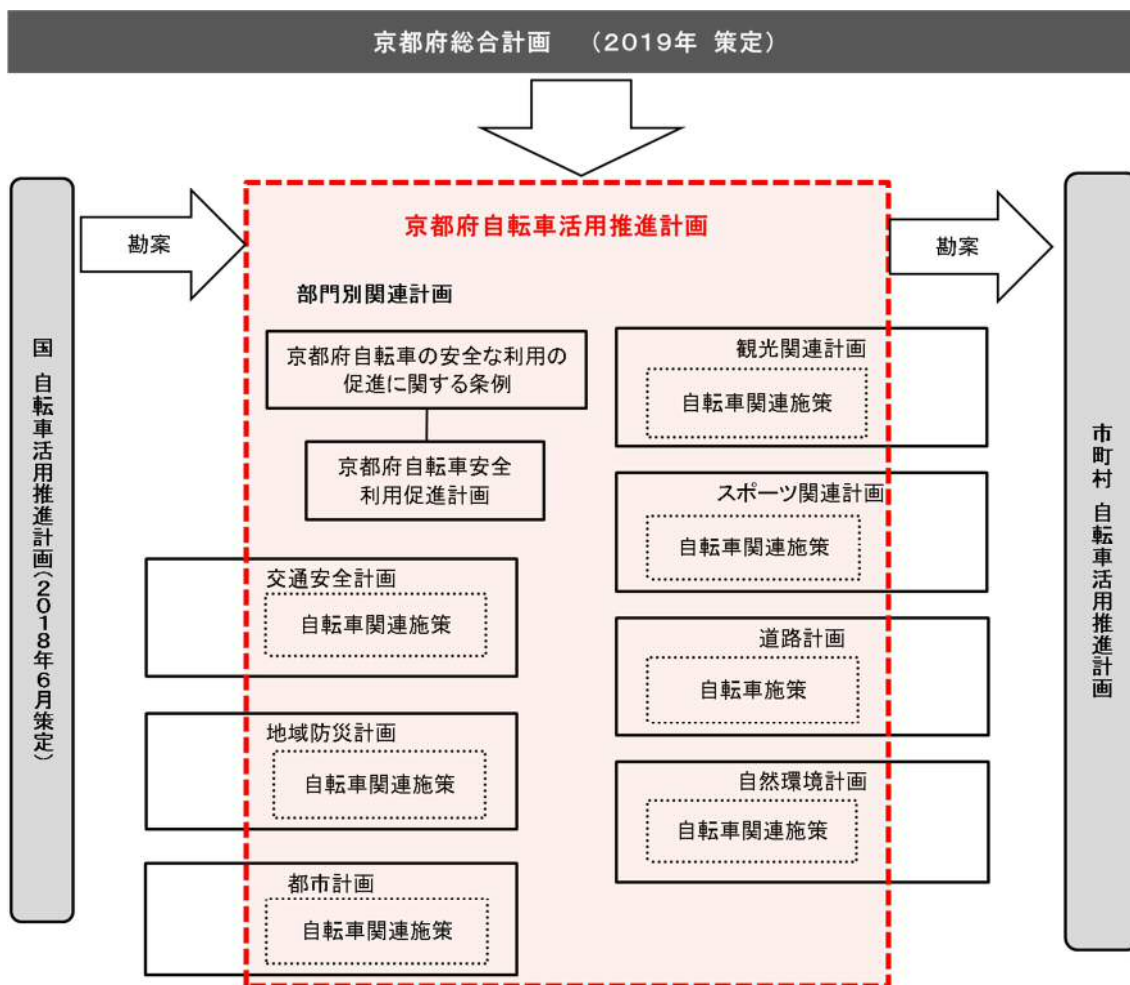 京都府総合計画 (2019年 策定)
国 自転車活用推進計画(2018年6月策定)
勘案
京都府自転車活用推進計画
勘案
部門別関連計画
京都府自転車の安全な利用の
促進に関する条例
京都府自転車安全
利用促進計画
交通安全計画
自転車関連施策
地域防災計画
自転車関連施策
都市計画
自転車関連施策
観光関連計画
自転車関連施策
スポーツ関連計画
自転車関連施策
道路計画
自転車施策
自然環境計画
自転車関連施策
市町村 自転車活用推進計画